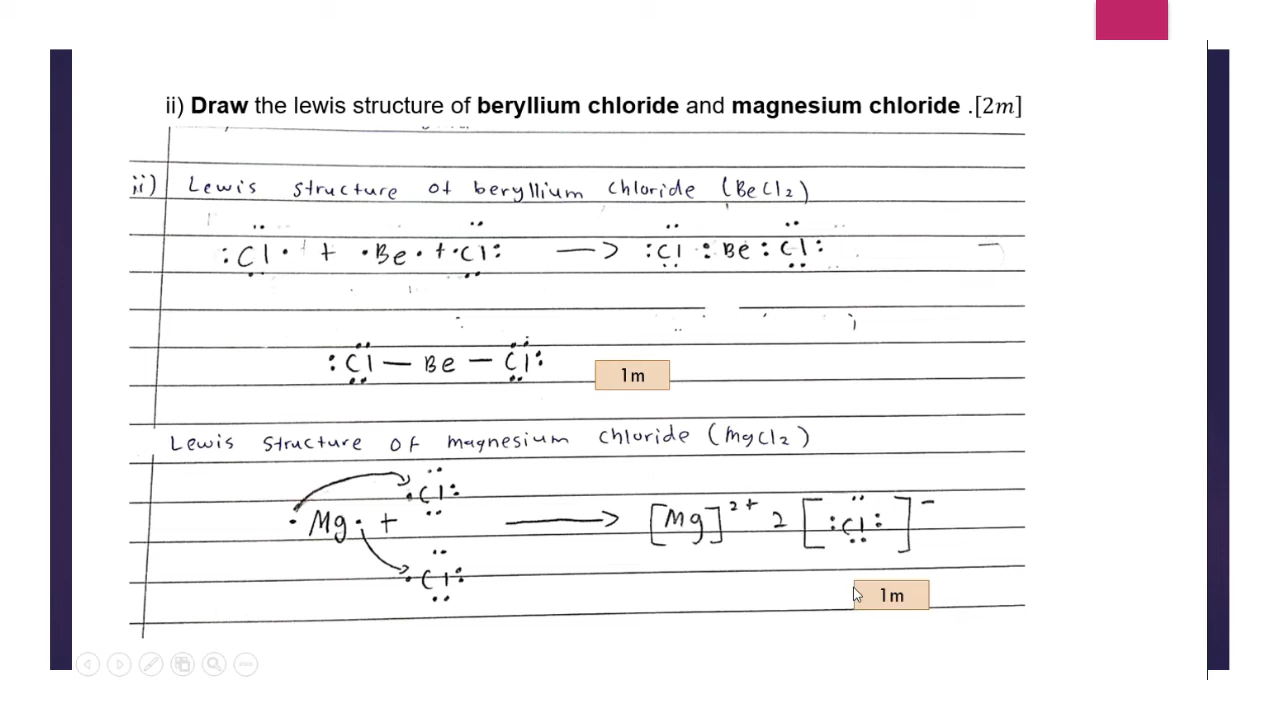 ii) Draw the lewis structure of beryllium chloride and magnesium chloride .[2m]
ii) Lewis structure of beryllium chloride (BeCl₂)
:Cl· + ·Be· + ·Cl: —> :Cl:Be:Cl:
:Cl — Be — Cl:
1m
Lewis structure of magnesium chloride (MgCl₂)
·Cl:
·Mg· + —> [Mg]²⁺ 2 [:Cl:]⁻
·Cl:
1m